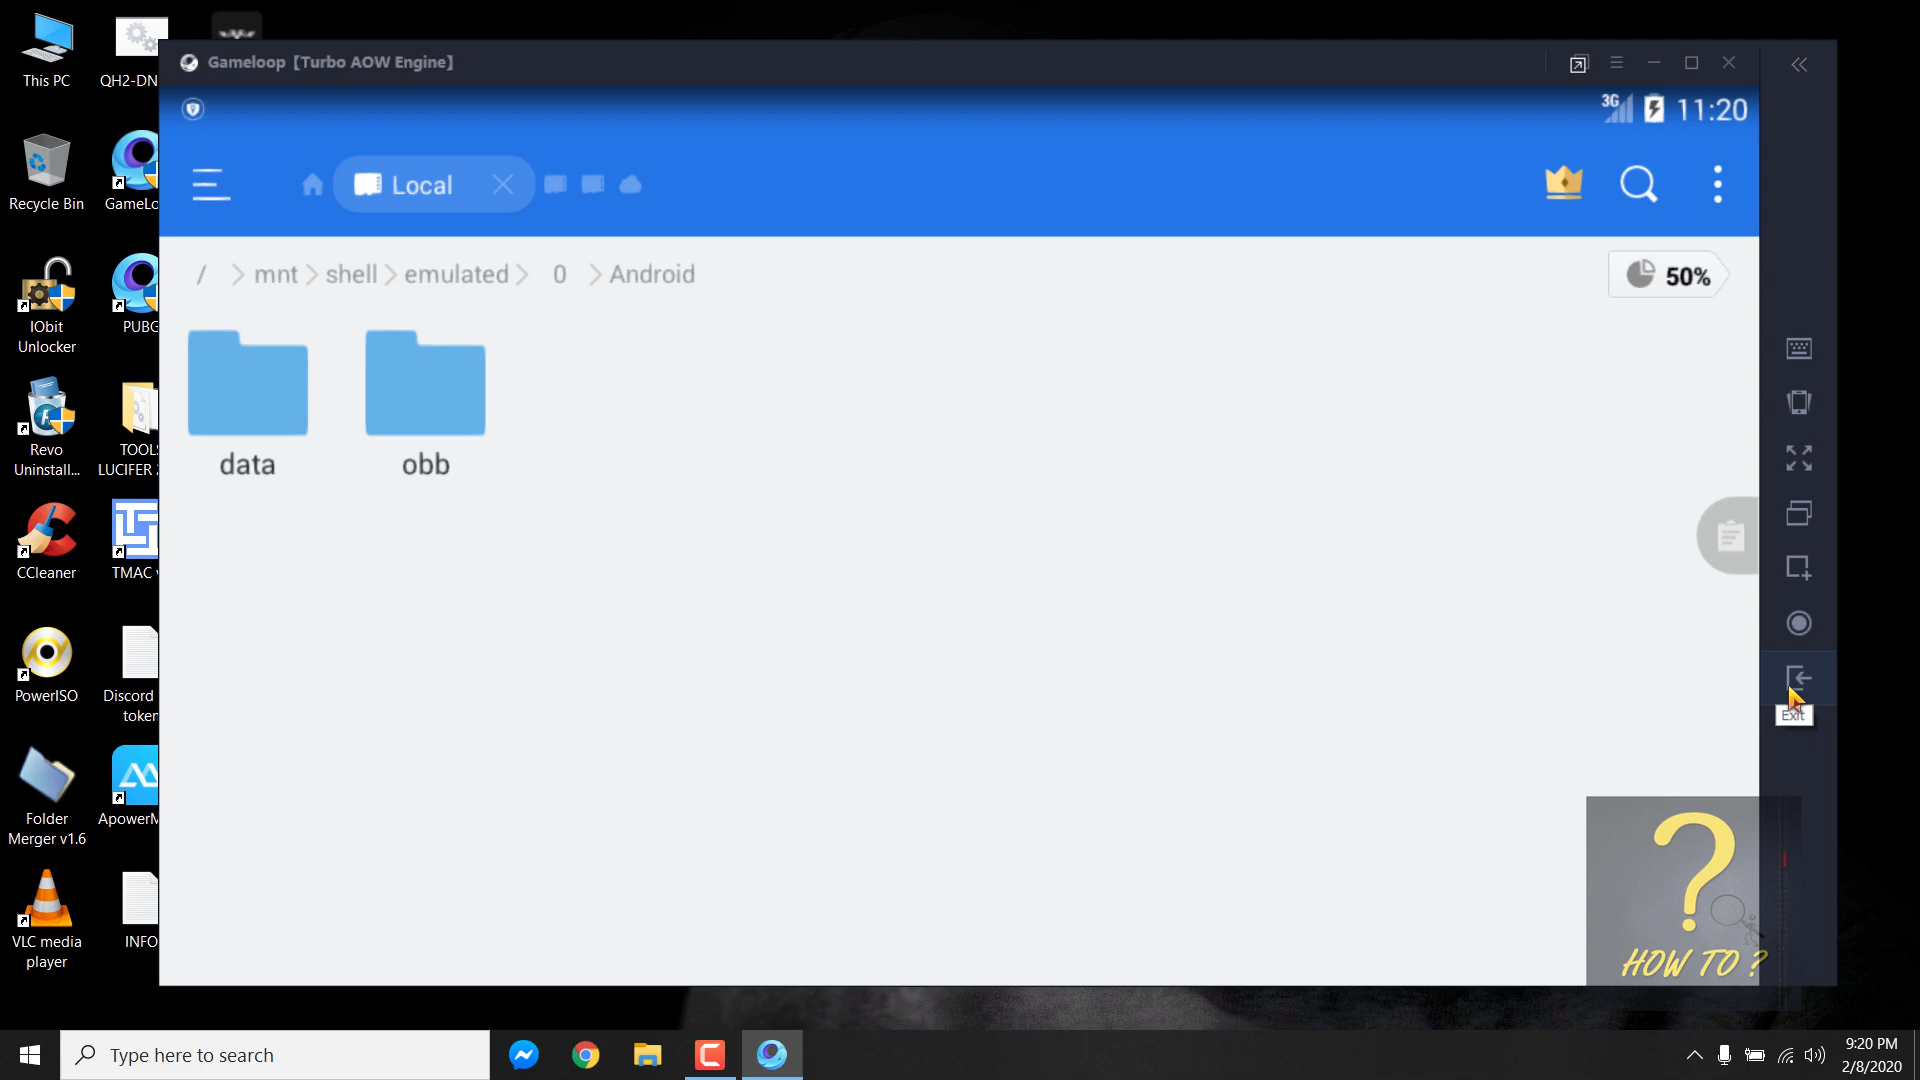 This PC
QH2-DN
Recycle Bin
GameLo
IObit
Unlocker
PUBG
Revo
Uninstall...
TOOLS
LUCIFER
CCleaner
TMAC
PowerISO
Discord
token
Folder
Merger v1.6
ApowerM
VLC media
player
INFO
Gameloop【Turbo AOW Engine】
3G
11:20
Local
/ mnt shell emulated 0 Android
50%
data
obb
Exit
HOW TO ?
Type here to search
9:20 PM
2/8/2020